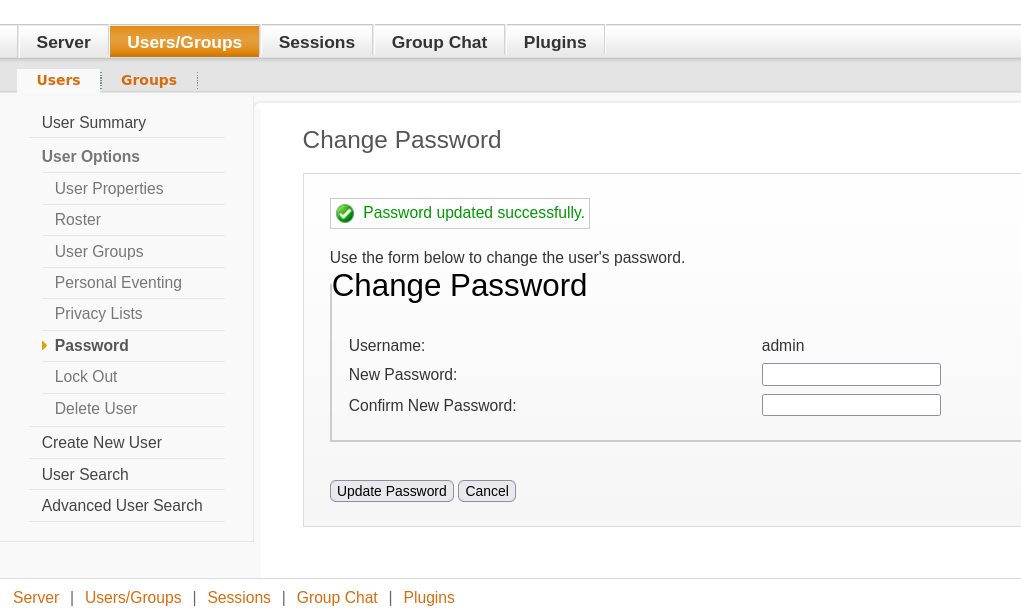 Server Users/Groups Sessions Group Chat Plugins
Users Groups
User Summary
User Options
User Properties
Roster
User Groups
Personal Eventing
Privacy Lists
Password
Lock Out
Delete User
Create New User
User Search
Advanced User Search
Change Password
Password updated successfully.
Use the form below to change the user's password.
Change Password
Username: admin
New Password:
Confirm New Password:
Update Password Cancel
Server | Users/Groups | Sessions | Group Chat | Plugins